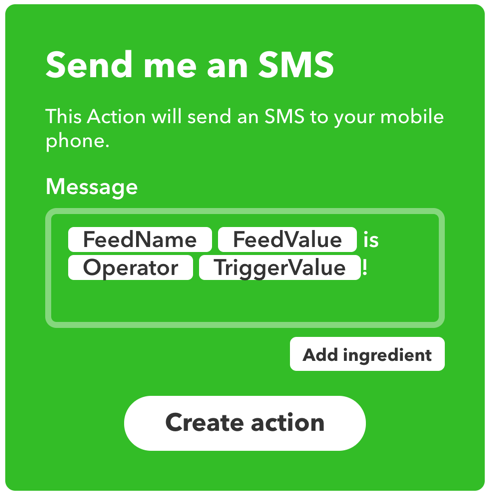 Send me an SMS
This Action will send an SMS to your mobile
phone.
Message
FeedName FeedValue is
Operator TriggerValue!
Add ingredient
Create action